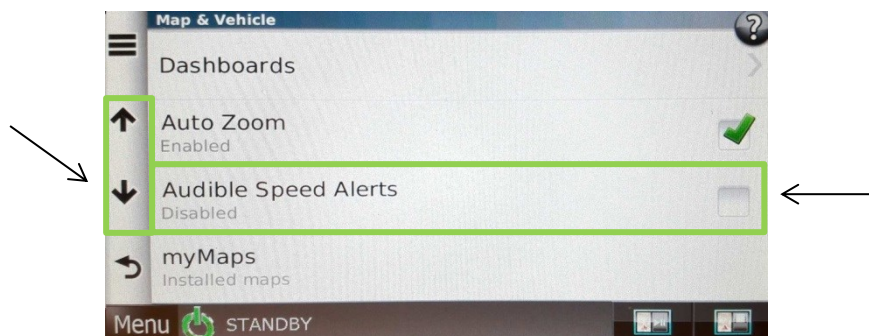 Map & Vehicle
?
Dashboards
Auto Zoom
Enabled
Audible Speed Alerts
Disabled
myMaps
Installed maps
Menu STANDBY